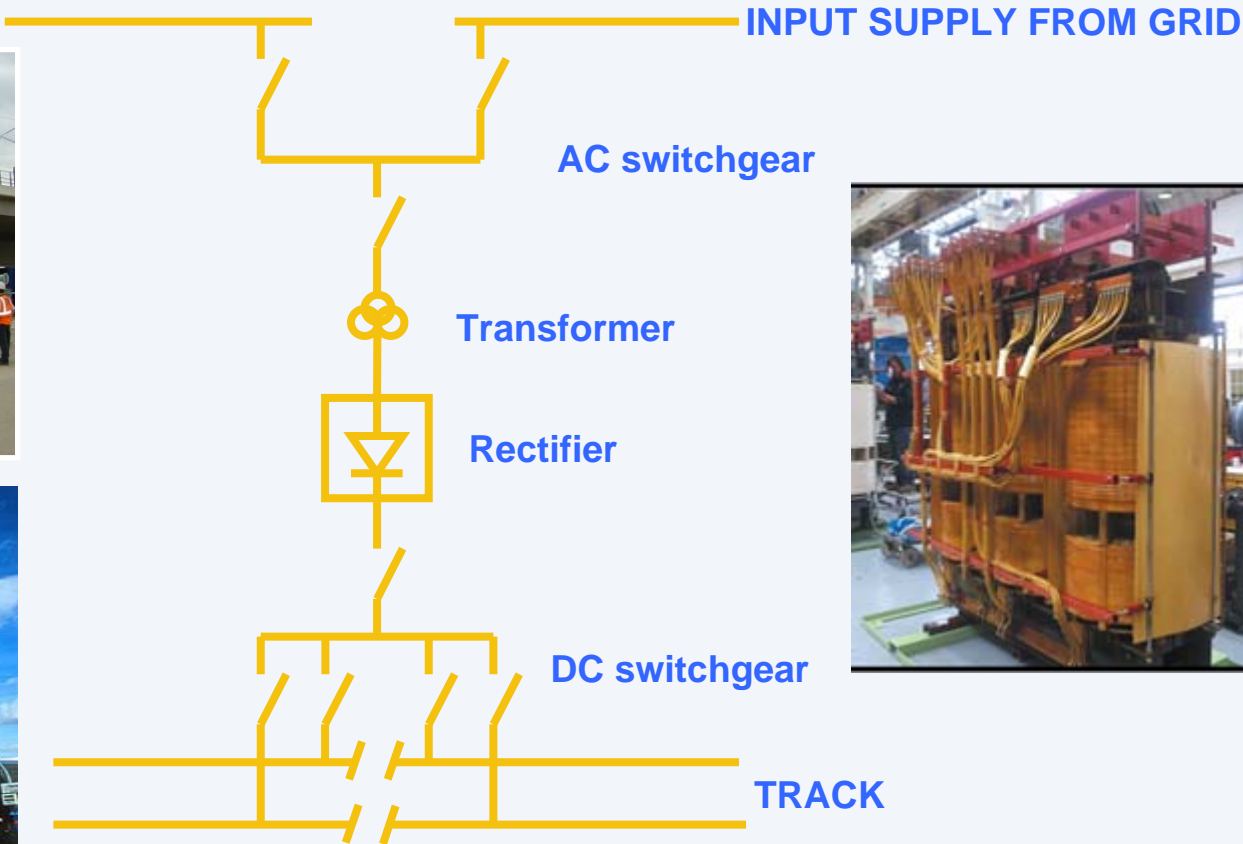 INPUT SUPPLY FROM GRID
AC switchgear
Transformer
Rectifier
DC switchgear
TRACK